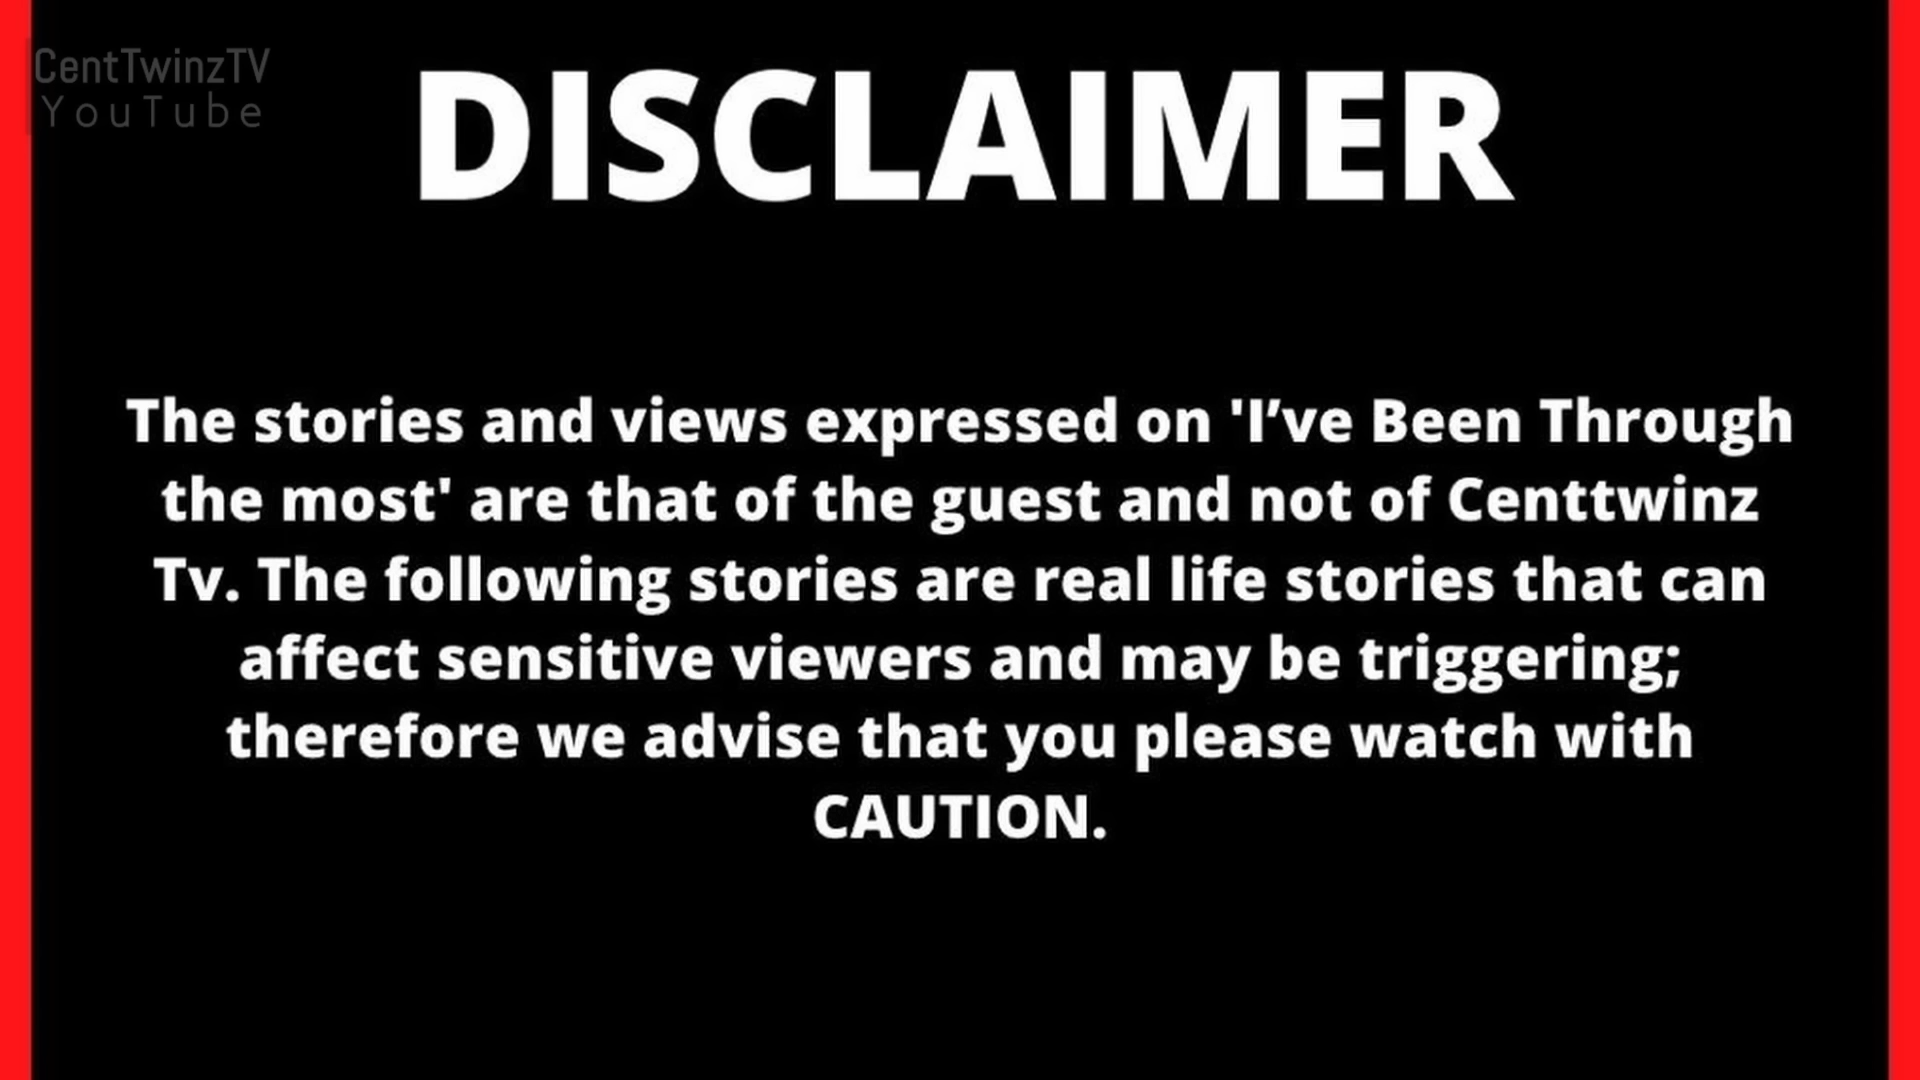 CentTwinzTV
YouTube
DISCLAIMER
The stories and views expressed on 'I’ve Been Through
the most' are that of the guest and not of Centtwinz
Tv. The following stories are real life stories that can
affect sensitive viewers and may be triggering;
therefore we advise that you please watch with
CAUTION.